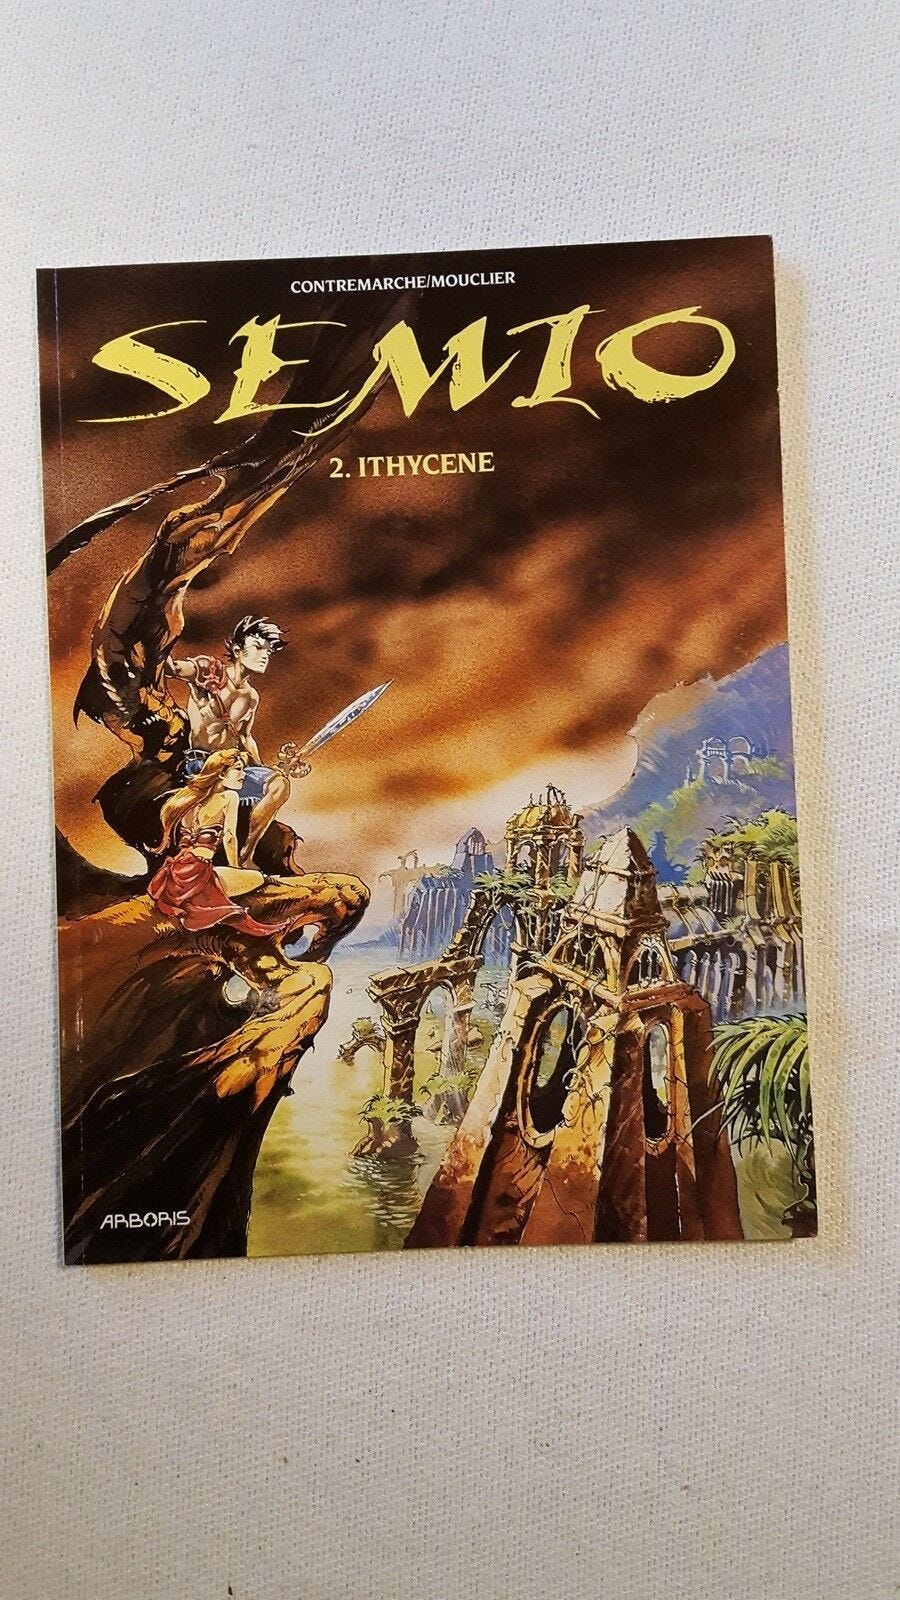 CONTREMARCHE/MOUCLIER
SEMIO
2. ITHYCENE
ARBORIS